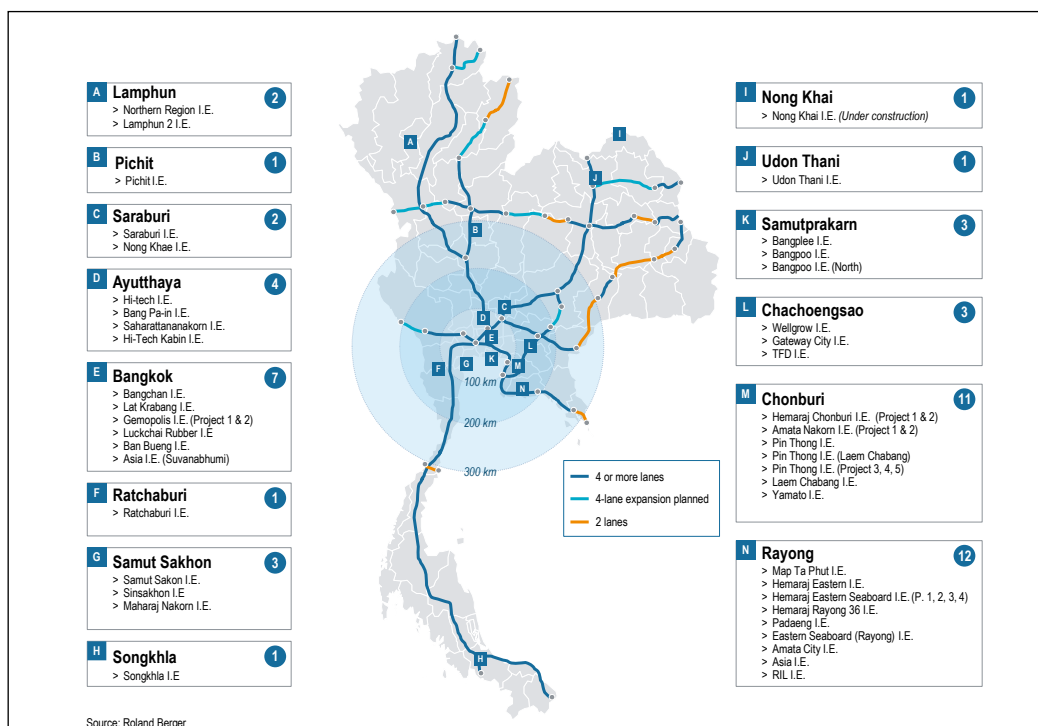 A
Lamphun
2
> Northern Region I.E.
> Lamphun 2 I.E.
B
Pichit
1
> Pichit I.E.
C
Saraburi
2
> Saraburi I.E.
> Nong Khae I.E.
D
Ayutthaya
4
> Hi-tech I.E.
> Bang Pa-in I.E.
> Saharattananakorn I.E.
> Hi-Tech Kabin I.E.
E
Bangkok
7
> Bangchan I.E.
> Lat Krabang I.E.
> Gemopolis I.E. (Project 1 & 2)
> Luckchai Rubber I.E
> Ban Bueng I.E.
> Asia I.E. (Suvanabhumi)
F
Ratchaburi
1
> Ratchaburi I.E.
G
Samut Sakhon
3
> Samut Sakon I.E.
> Sinsakhon I.E
> Maharaj Nakorn I.E.
H
Songkhla
1
> Songkhla I.E
Source: Roland Berger
A
I
J
B
C
D
E
L
F
G
K
M
N
100 km
200 km
300 km
H
4 or more lanes
4-lane expansion planned
2 lanes
I
Nong Khai
1
> Nong Khai I.E. (Under construction)
J
Udon Thani
1
> Udon Thani I.E.
K
Samutprakarn
3
> Bangplee I.E.
> Bangpoo I.E.
> Bangpoo I.E. (North)
L
Chachoengsao
3
> Wellgrow I.E.
> Gateway City I.E.
> TFD I.E.
M
Chonburi
11
> Hemaraj Chonburi I.E. (Project 1 & 2)
> Amata Nakorn I.E. (Project 1 & 2)
> Pin Thong I.E.
> Pin Thong I.E. (Laem Chabang)
> Pin Thong I.E. (Project 3, 4, 5)
> Laem Chabang I.E.
> Yamato I.E.
N
Rayong
12
> Map Ta Phut I.E.
> Hemaraj Eastern I.E.
> Hemaraj Eastern Seaboard I.E. (P. 1, 2, 3, 4)
> Hemaraj Rayong 36 I.E.
> Padaeng I.E.
> Eastern Seaboard (Rayong) I.E.
> Amata City I.E.
> Asia I.E.
> RIL I.E.